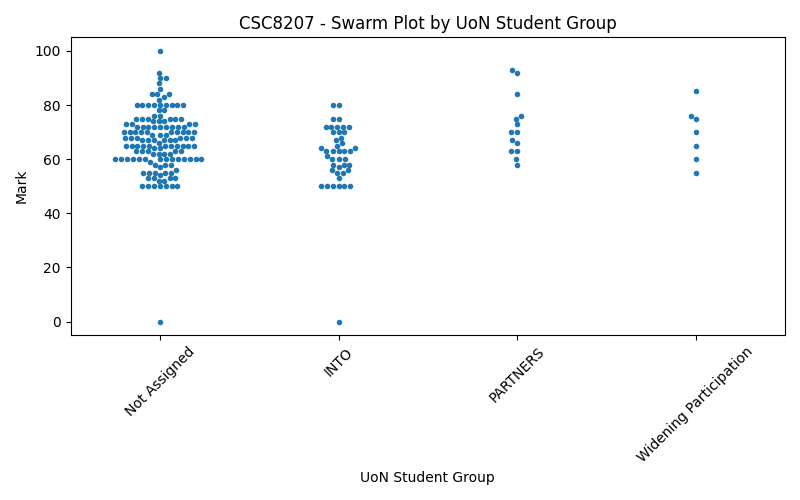 CSC8207 - Swarm Plot by UoN Student Group
100
80
60
40
20
0
Mark
Not Assigned
INTO
PARTNERS
Widening Participation
UoN Student Group